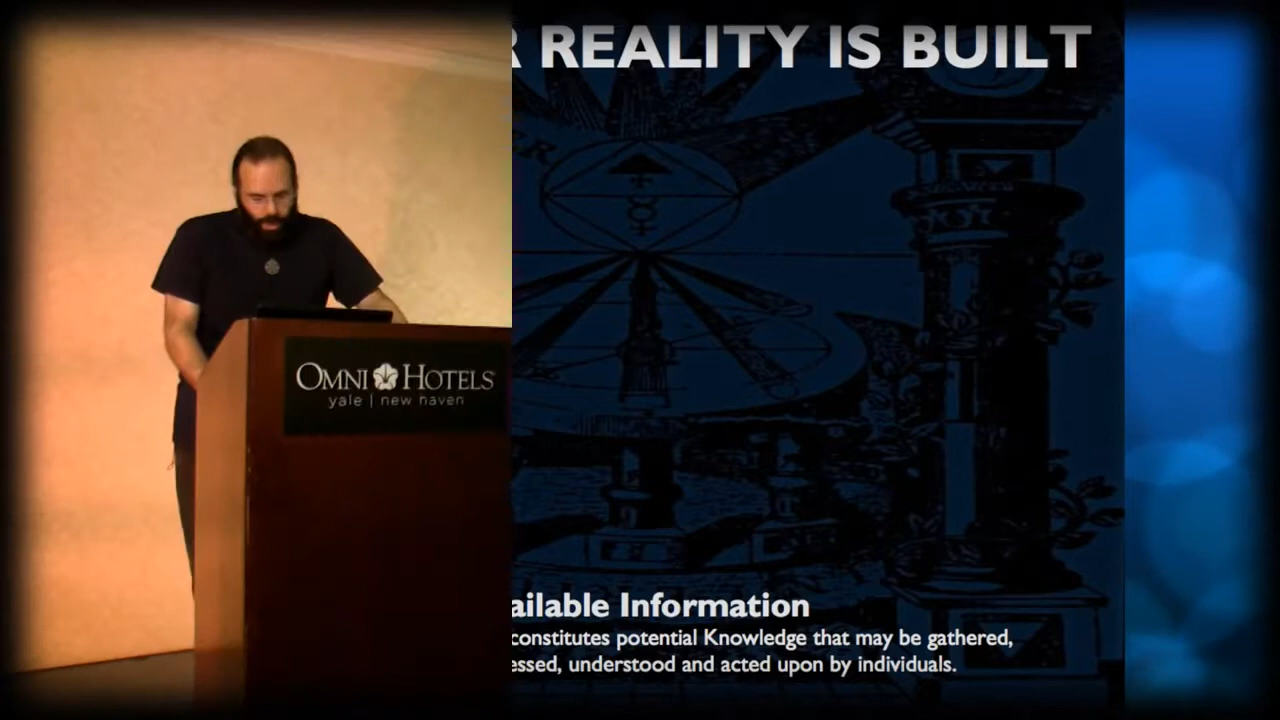 REALITY IS BUILT
OMNI HOTELS
yale | new haven
ailable Information
constitutes potential Knowledge that may be gathered,
essed, understood and acted upon by individuals.